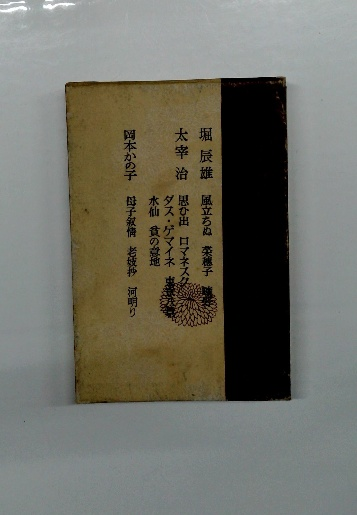 堀 辰雄 風立ちぬ 菜穂子
太宰 治 思ひ出 ロマネスク
ダス・ゲマイネ
水仙 貧の意地
岡本かの子 母子叙情 老妓抄 河明り